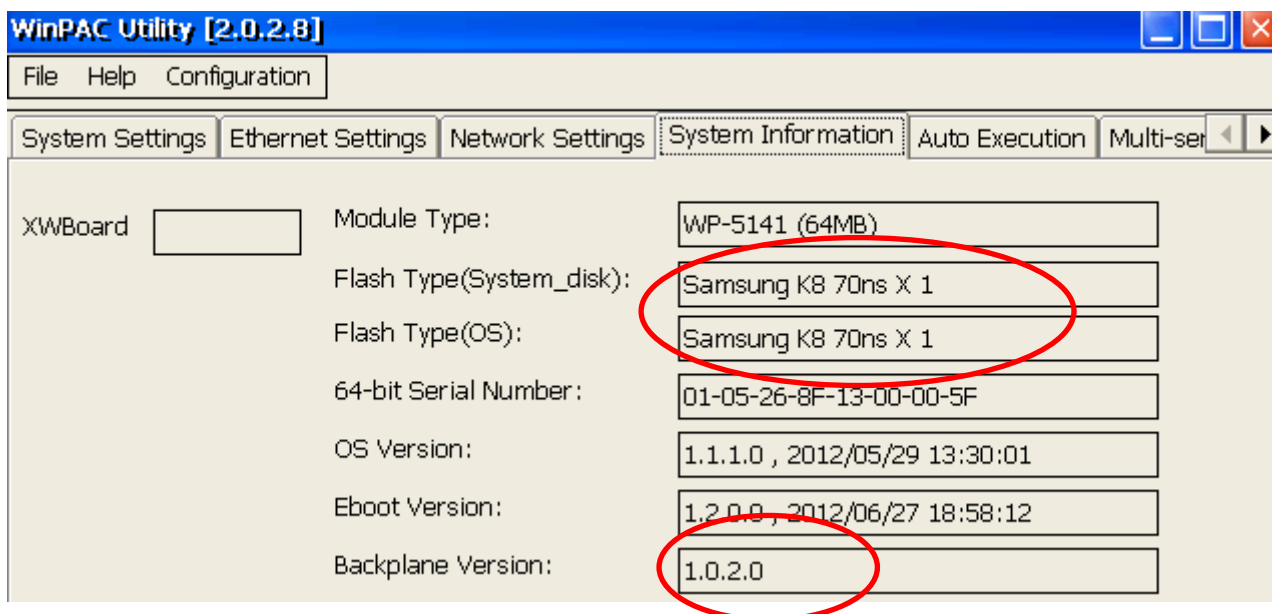 WinPAC Utility [2.0.2.8]
File Help Configuration
System Settings Ethernet Settings Network Settings System Information Auto Execution Multi-ser
XWBoard Module Type: WP-5141 (64MB)
Flash Type(System_disk): Samsung K8 70ns X 1
Flash Type(OS): Samsung K8 70ns X 1
64-bit Serial Number: 01-05-26-8F-13-00-00-5F
OS Version: 1.1.1.0 , 2012/05/29 13:30:01
Eboot Version: 1.2.0.0 , 2012/06/27 18:58:12
Backplane Version: 1.0.2.0